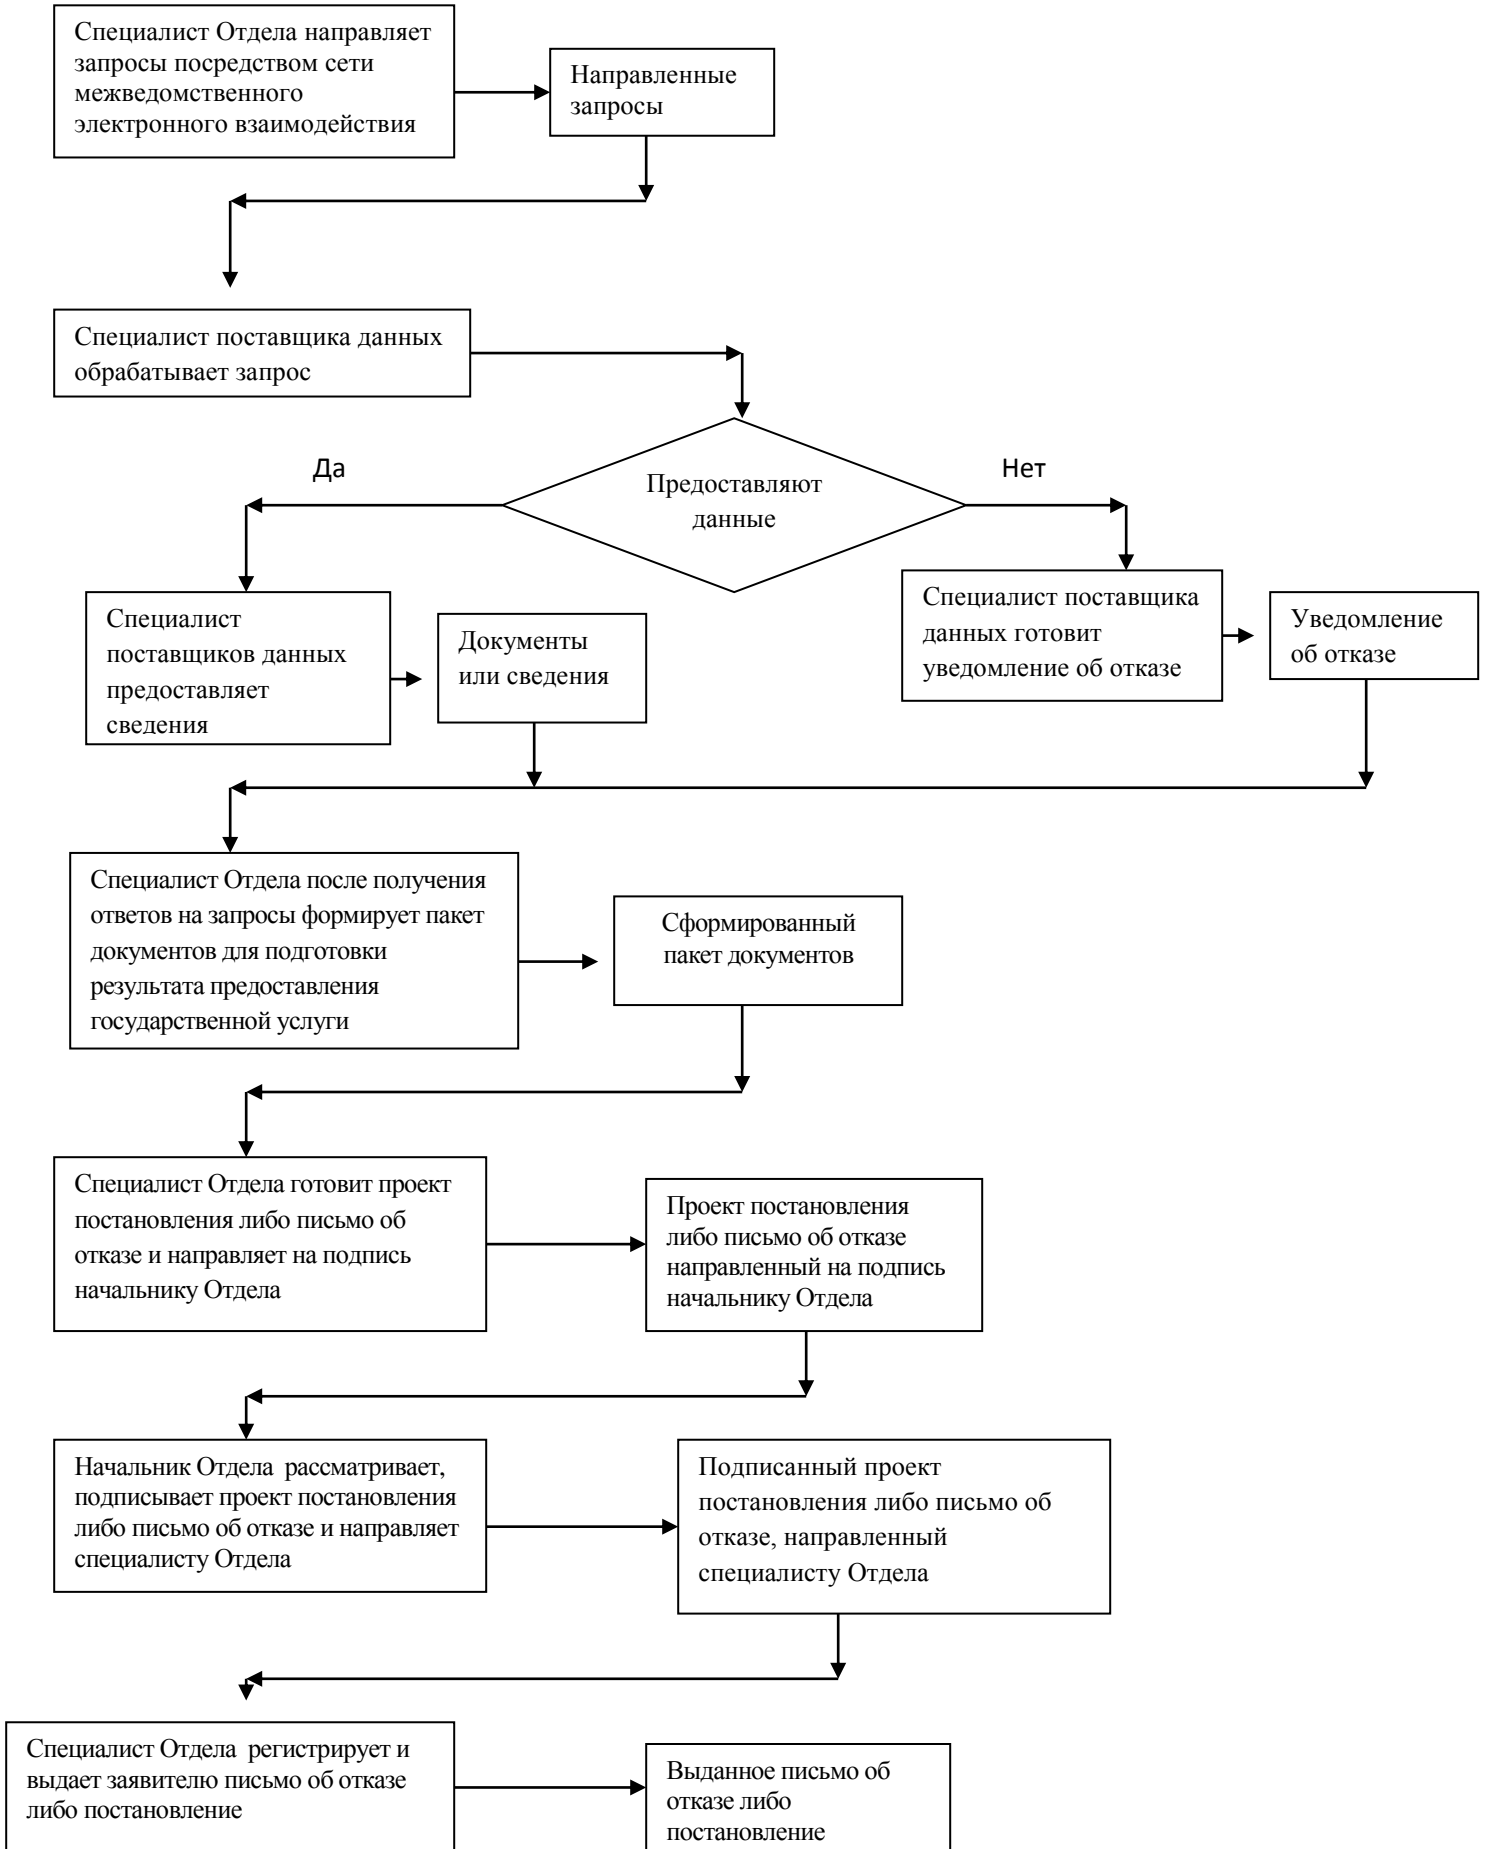 Специалист Отдела направляет
запросы посредством сети
межведомственного
электронного взаимодействия
Направленные
запросы
Специалист поставщика данных
обрабатывает запрос
Да
Предоставляют
данные
Нет
Специалист
поставщиков данных
предоставляет
сведения
Документы
или сведения
Специалист поставщика
данных готовит
уведомление об отказе
Уведомление
об отказе
Специалист Отдела после получения
ответов на запросы формирует пакет
документов для подготовки
результата предоставления
государственной услуги
Сформированный
пакет документов
Специалист Отдела готовит проект
постановления либо письмо об
отказе и направляет на подпись
начальнику Отдела
Проект постановления
либо письмо об отказе
направленный на подпись
начальнику Отдела
Начальник Отдела  рассматривает,
подписывает проект постановления
либо письмо об отказе и направляет
специалисту Отдела
Подписанный проект
постановления либо письмо об
отказе, направленный
специалисту Отдела
Специалист Отдела  регистрирует и
выдает заявителю письмо об отказе
либо постановление
Выданное письмо об
отказе либо
постановление